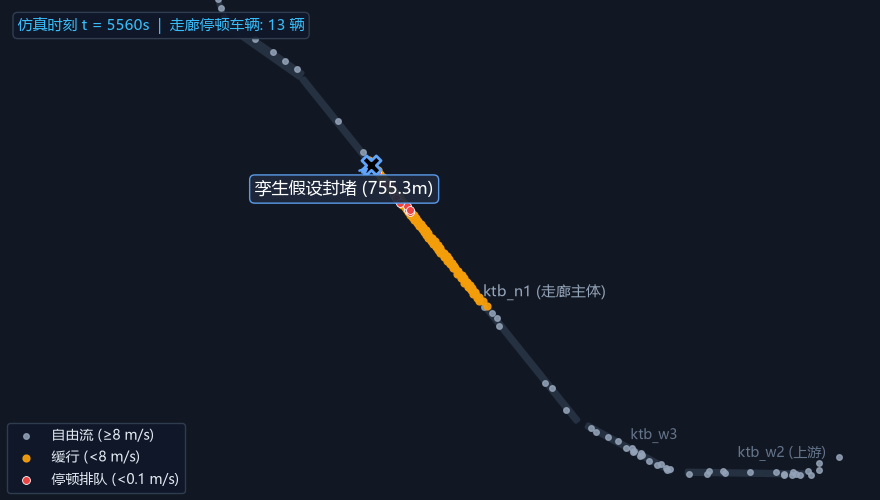 仿真时刻 t = 5560s | 走廊停顿车辆: 13 辆
孪生假设封堵 (755.3m)
ktb_n1 (走廊主体)
ktb_w3
ktb_w2 (上游)
自由流 (≥8 m/s)
缓行 (<8 m/s)
停顿排队 (<0.1 m/s)